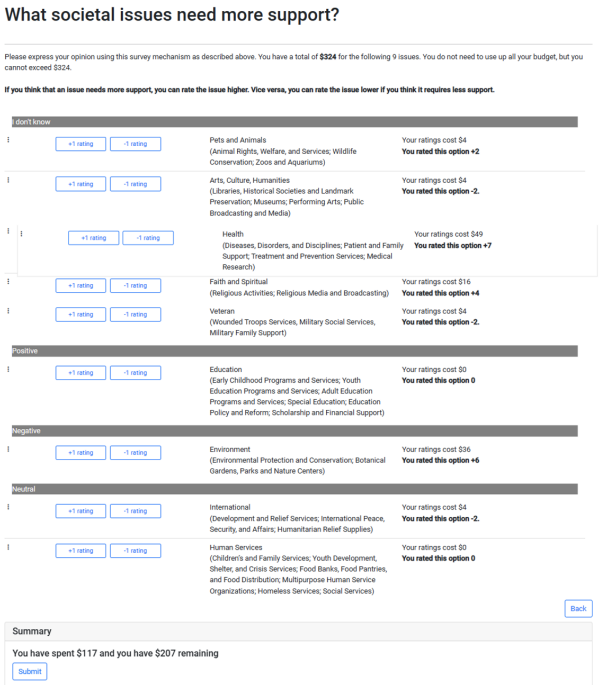 What societal issues need more support?
Please express your opinion using this survey mechanism as described above. You have a total of $324 for the following 9 issues. You do not need to use up all your budget, but you
cannot exceed $324.
If you think that an issue needs more support, you can rate the issue higher. Vice versa, you can rate the issue lower if you think it requires less support.
I don't know
+1 rating -1 rating Pets and Animals Your ratings cost $4
(Animal Rights, Welfare, and Services; Wildlife You rated this option +2
Conservation; Zoos and Aquariums)
+1 rating -1 rating Arts, Culture, Humanities Your ratings cost $4
(Libraries, Historical Societies and Landmark You rated this option -2.
Preservation; Museums; Performing Arts; Public
Broadcasting and Media)
+1 rating -1 rating Health Your ratings cost $49
(Diseases, Disorders, and Disciplines; Patient and Family You rated this option +7
Support; Treatment and Prevention Services; Medical
Research)
+1 rating -1 rating Faith and Spiritual Your ratings cost $16
(Religious Activities; Religious Media and Broadcasting) You rated this option +4
+1 rating -1 rating Veteran Your ratings cost $4
(Wounded Troops Services, Military Social Services, You rated this option -2.
Military Family Support)
Positive
+1 rating -1 rating Education Your ratings cost $0
(Early Childhood Programs and Services; Youth You rated this option 0
Education Programs and Services; Adult Education
Programs and Services; Special Education; Education
Policy and Reform; Scholarship and Financial Support)
Negative
+1 rating -1 rating Environment Your ratings cost $36
(Environmental Protection and Conservation; Botanical You rated this option +6
Gardens, Parks and Nature Centers)
Neutral
+1 rating -1 rating International Your ratings cost $4
(Development and Relief Services; International Peace, You rated this option -2.
Security, and Affairs; Humanitarian Relief Supplies)
+1 rating -1 rating Human Services Your ratings cost $0
(Children's and Family Services; Youth Development, You rated this option 0
Shelter, and Crisis Services; Food Banks, Food Pantries,
and Food Distribution; Multipurpose Human Service
Organizations; Homeless Services; Social Services)
Back
Summary
You have spent $117 and you have $207 remaining
Submit